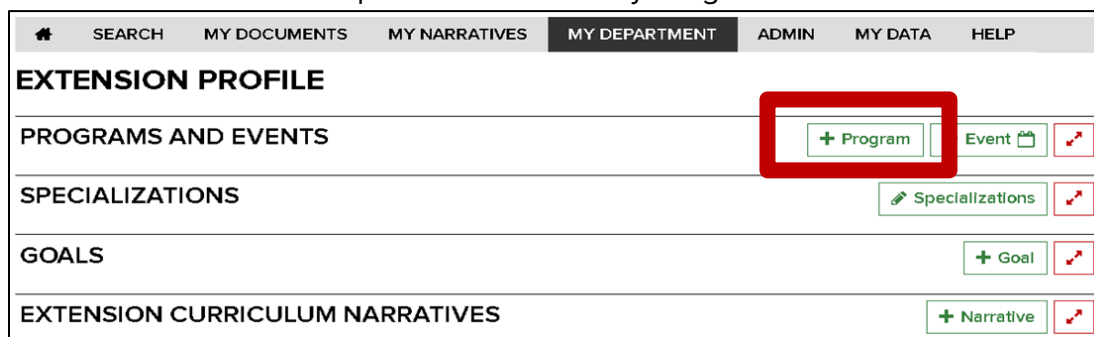 SEARCH MY DOCUMENTS MY NARRATIVES MY DEPARTMENT ADMIN MY DATA HELP
EXTENSION PROFILE
PROGRAMS AND EVENTS + Program Event
SPECIALIZATIONS Specializations
GOALS + Goal
EXTENSION CURRICULUM NARRATIVES + Narrative